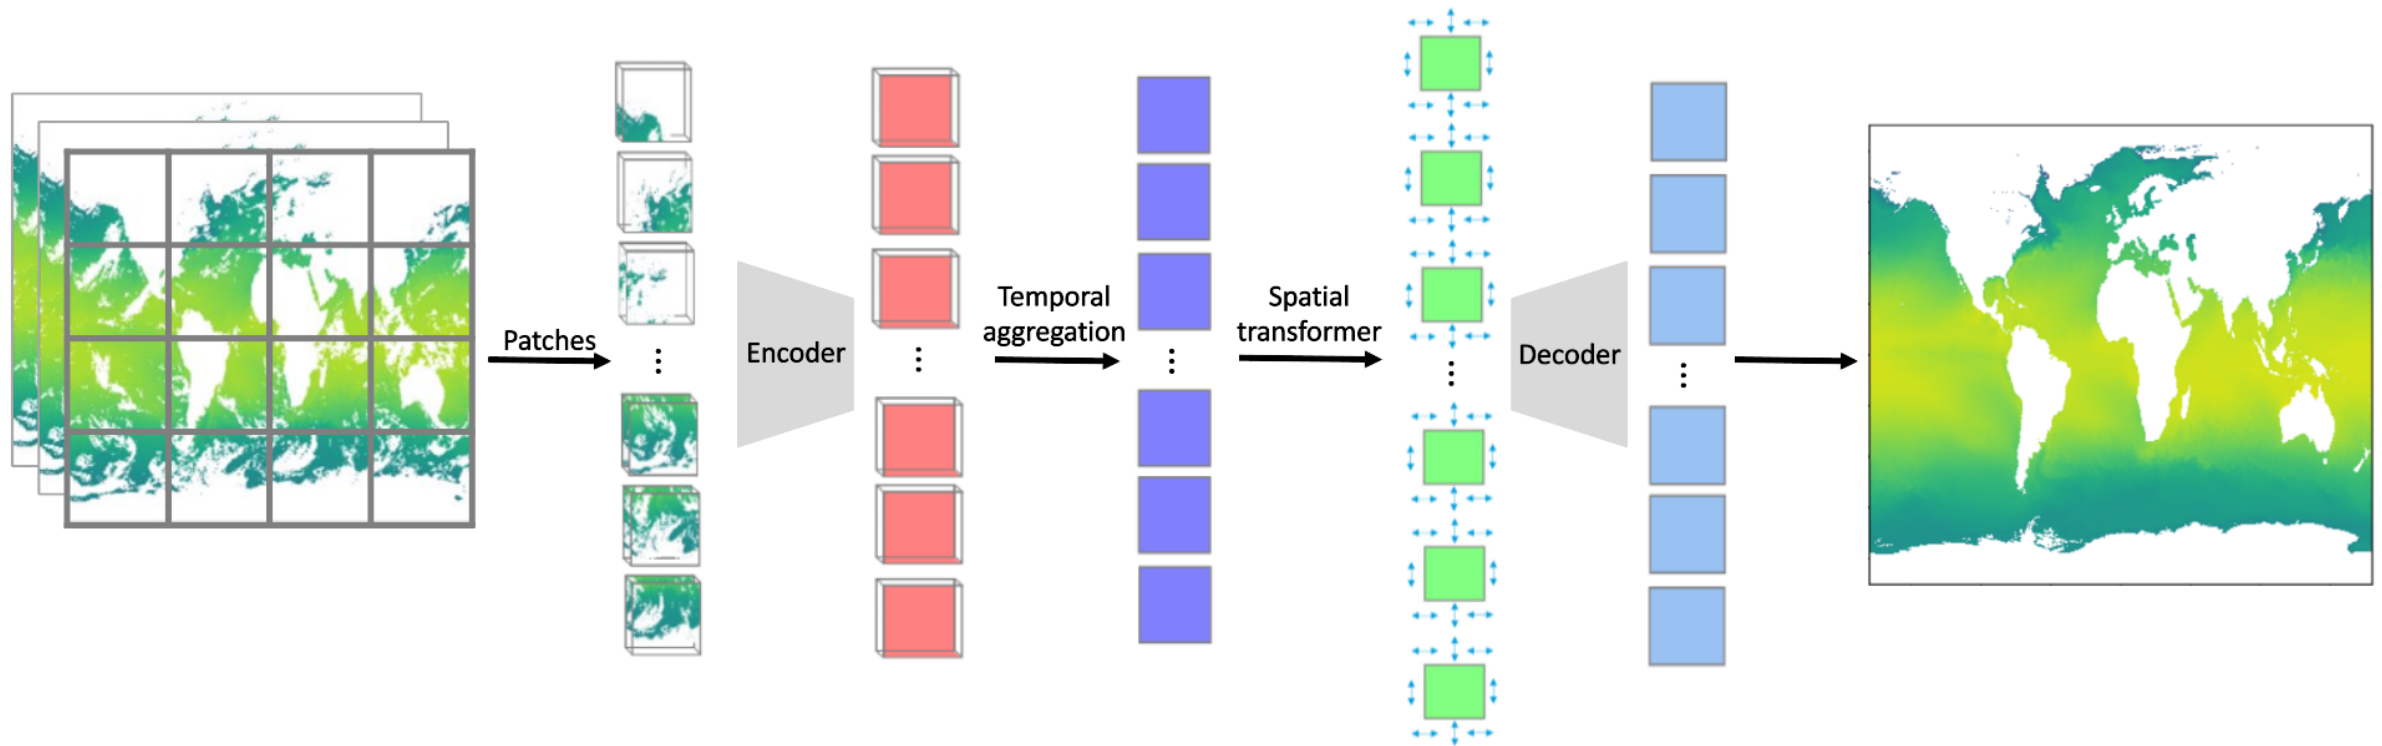 Patches
Encoder
Temporal
aggregation
Spatial
transformer
Decoder